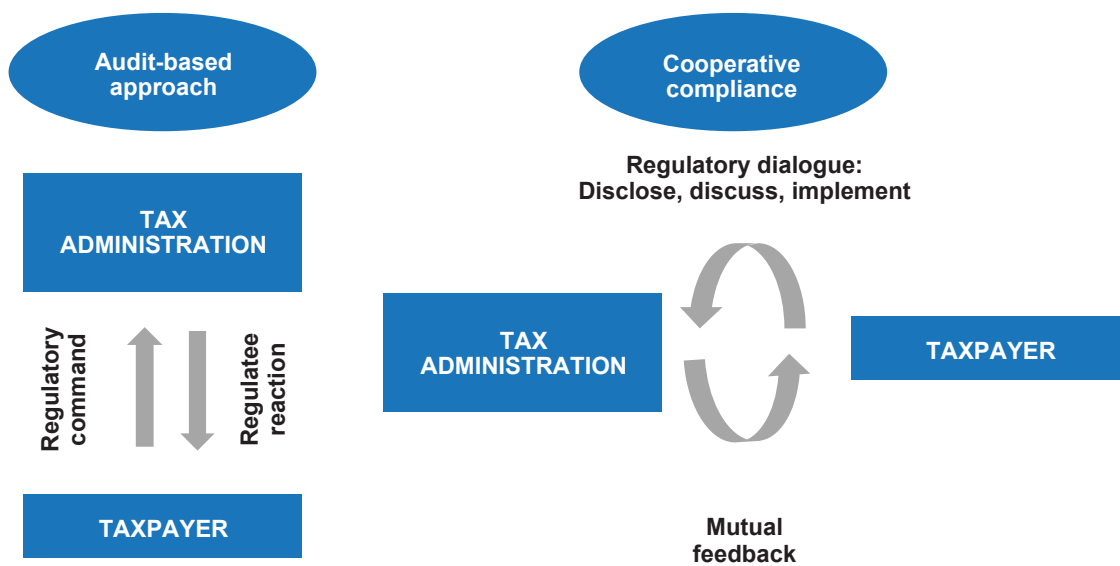 Audit-based
approach
TAX
ADMINISTRATION
Regulatory
command
Regulatee
reaction
TAXPAYER
Cooperative
compliance
Regulatory dialogue:
Disclose, discuss, implement
TAX
ADMINISTRATION
TAXPAYER
Mutual
feedback